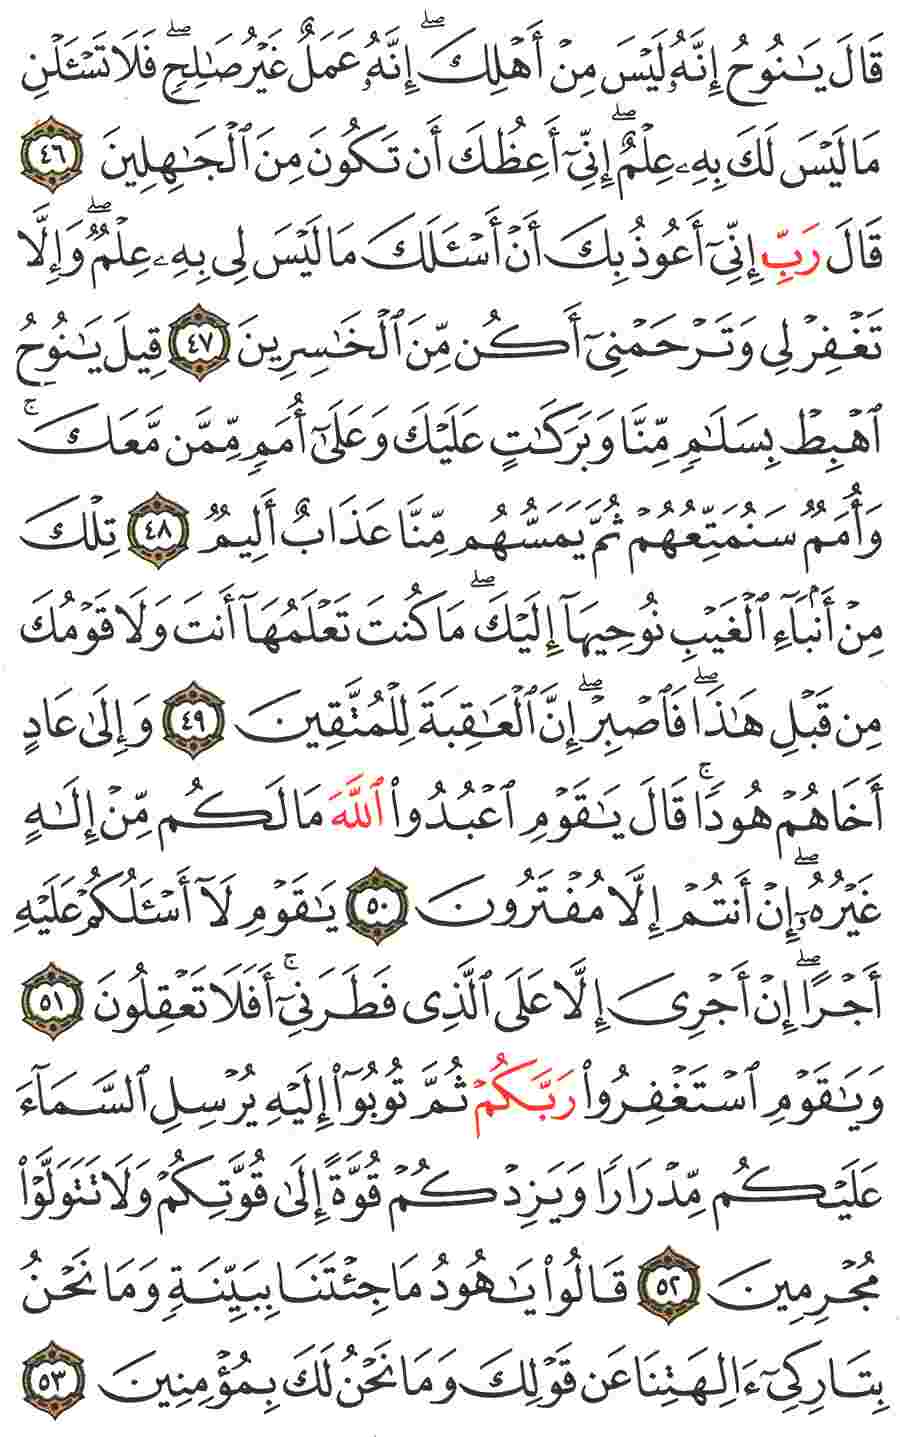 قَالَ يَـٰنُوحُ إِنَّهُۥ لَيْسَ مِنْ أَهْلِكَ ۖ إِنَّهُۥ عَمَلٌ غَيْرُ صَـٰلِحٍ ۖ فَلَا تَسْـَٔلْنِ
مَا لَيْسَ لَكَ بِهِۦ عِلْمٌ ۖ إِنِّىٓ أَعِظُكَ أَن تَكُونَ مِنَ ٱلْجَـٰهِلِينَ ٤٦
قَالَ رَبِّ إِنِّىٓ أَعُوذُ بِكَ أَنْ أَسْـَٔلَكَ مَا لَيْسَ لِى بِهِۦ عِلْمٌ ۖ وَإِلَّا
تَغْفِرْ لِى وَتَرْحَمْنِىٓ أَكُن مِّنَ ٱلْخَـٰسِرِينَ ٤٧ قِيلَ يَـٰنُوحُ
ٱهْبِطْ بِسَلَـٰمٍ مِّنَّا وَبَرَكَـٰتٍ عَلَيْكَ وَعَلَىٰٓ أُمَمٍ مِّمَّن مَّعَكَ ۚ
وَأُمَمٌ سَنُمَتِّعُهُمْ ثُمَّ يَمَسُّهُم مِّنَّا عَذَابٌ أَلِيمٌ ٤٨ تِلْكَ
مِنْ أَنۢبَآءِ ٱلْغَيْبِ نُوحِيهَآ إِلَيْكَ ۖ مَا كُنتَ تَعْلَمُهَآ أَنتَ وَلَا قَوْمُكَ
مِن قَبْلِ هَـٰذَا ۖ فَٱصْبِرْ ۖ إِنَّ ٱلْعَـٰقِبَةَ لِلْمُتَّقِينَ ٤٩ وَإِلَىٰ عَادٍ
أَخَاهُمْ هُودًا ۚ قَالَ يَـٰقَوْمِ ٱعْبُدُوا۟ ٱللَّهَ مَا لَكُم مِّنْ إِلَـٰهٍ
غَيْرُهُۥٓ ۖ إِنْ أَنتُمْ إِلَّا مُفْتَرُونَ ٥٠ يَـٰقَوْمِ لَآ أَسْـَٔلُكُمْ عَلَيْهِ
أَجْرًا ۖ إِنْ أَجْرِىَ إِلَّا عَلَى ٱلَّذِى فَطَرَنِىٓ ۚ أَفَلَا تَعْقِلُونَ ٥١
وَيَـٰقَوْمِ ٱسْتَغْفِرُوا۟ رَبَّكُمْ ثُمَّ تُوبُوٓا۟ إِلَيْهِ يُرْسِلِ ٱلسَّمَآءَ
عَلَيْكُم مِّدْرَارًا وَيَزِدْكُمْ قُوَّةً إِلَىٰ قُوَّتِكُمْ وَلَا تَتَوَلَّوْا۟
مُجْرِمِينَ ٥٢ قَالُوا۟ يَـٰهُودُ مَا جِئْتَنَا بِبَيِّنَةٍ وَمَا نَحْنُ
بِتَارِكِىٓ ءَالِهَتِنَا عَن قَوْلِكَ وَمَا نَحْنُ لَكَ بِمُؤْمِنِينَ ٥٣